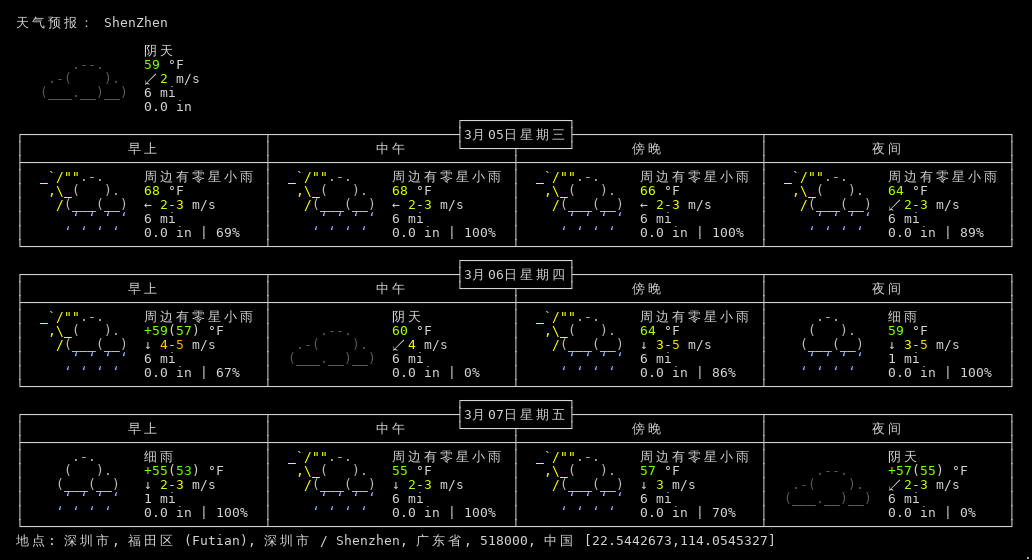 天气预报： ShenZhen
阴天
59 °F
↙2 m/s
6 mi
0.0 in
3月05日星期三
早上 中午 傍晚 夜间
周边有零星小雨 周边有零星小雨 周边有零星小雨 周边有零星小雨
68 °F 68 °F 66 °F 64 °F
← 2-3 m/s ← 2-3 m/s ← 2-3 m/s ↙2-3 m/s
6 mi 6 mi 6 mi 6 mi
0.0 in | 69% 0.0 in | 100% 0.0 in | 100% 0.0 in | 89%
3月06日星期四
早上 中午 傍晚 夜间
周边有零星小雨 阴天 周边有零星小雨 细雨
+59(57) °F 60 °F 64 °F 59 °F
↓ 4-5 m/s ↙4 m/s ↓ 3-5 m/s ↓ 3-5 m/s
6 mi 6 mi 6 mi 1 mi
0.0 in | 67% 0.0 in | 0% 0.0 in | 86% 0.0 in | 100%
3月07日星期五
早上 中午 傍晚 夜间
细雨 周边有零星小雨 周边有零星小雨 阴天
+55(53) °F 55 °F 57 °F +57(55) °F
↓ 2-3 m/s ↓ 2-3 m/s ↓ 3 m/s ↙2-3 m/s
1 mi 6 mi 6 mi 6 mi
0.0 in | 100% 0.0 in | 100% 0.0 in | 70% 0.0 in | 0%
地点: 深圳市, 福田区 (Futian), 深圳市 / Shenzhen, 广东省, 518000, 中国 [22.5442673,114.0545327]